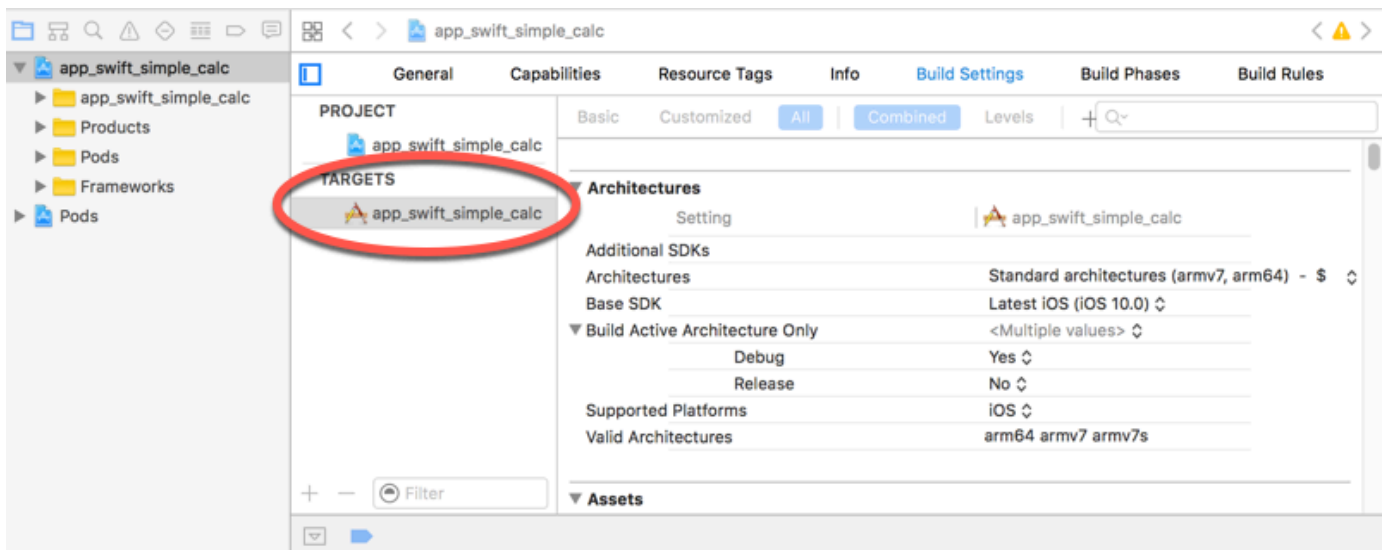 app_swift_simple_calc
app_swift_simple_calc
General Capabilities Resource Tags Info Build Settings Build Phases Build Rules
app_swift_simple_calc
Products
Pods
Frameworks
Pods
PROJECT
app_swift_simple_calc
TARGETS
app_swift_simple_calc
Filter
Basic Customized All Combined Levels
Architectures
Setting app_swift_simple_calc
Additional SDKs
Architectures Standard architectures (armv7, arm64) - $
Base SDK Latest iOS (iOS 10.0)
Build Active Architecture Only <Multiple values>
Debug Yes
Release No
Supported Platforms iOS
Valid Architectures arm64 armv7 armv7s
Assets